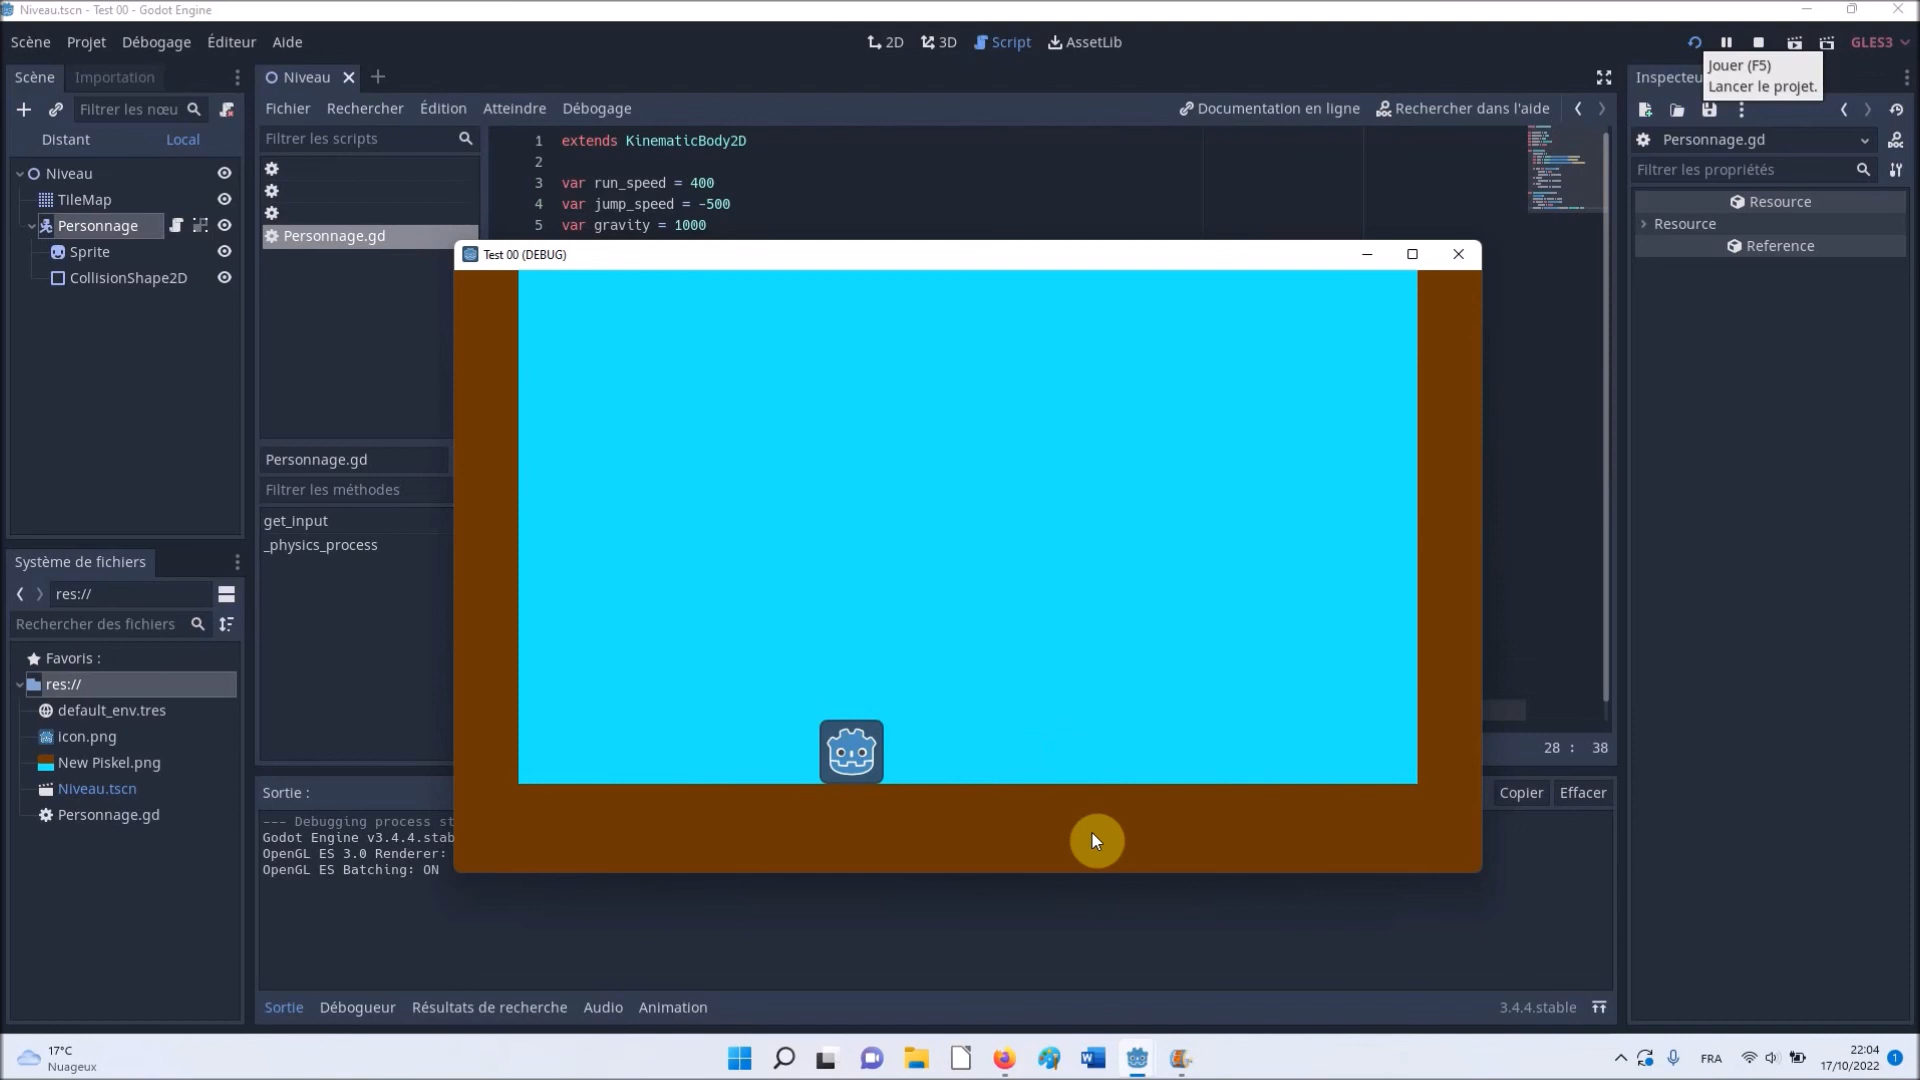 Niveau.tscn - Test 00 - Godot Engine
Scène Projet Débogage Éditeur Aide
2D 3D Script AssetLib
GLES3
Scène Importation
Niveau
Inspecteu
Jouer (F5)
Lancer le projet.
Filtrer les nœu
Fichier Rechercher Édition Atteindre Débogage
Documentation en ligne Rechercher dans l'aide
Distant Local
Filtrer les scripts
Personnage.gd
Filtrer les propriétés
Niveau
TileMap
Personnage
Sprite
CollisionShape2D
Personnage.gd
1 extends KinematicBody2D
2
3 var run_speed = 400
4 var jump_speed = -500
5 var gravity = 1000
Resource
Resource
Reference
Test 00 (DEBUG)
Personnage.gd
Filtrer les méthodes
get_input
_physics_process
28 : 38
Système de fichiers
res://
Rechercher des fichiers
Favoris :
res://
default_env.tres
icon.png
New Piskel.png
Niveau.tscn
Personnage.gd
Sortie :
Copier Effacer
--- Debugging process st
Godot Engine v3.4.4.stab
OpenGL ES 3.0 Renderer:
OpenGL ES Batching: ON
Sortie Débogueur Résultats de recherche Audio Animation
3.4.4.stable
17°C
Nuageux
FRA
22:04
17/10/2022
1